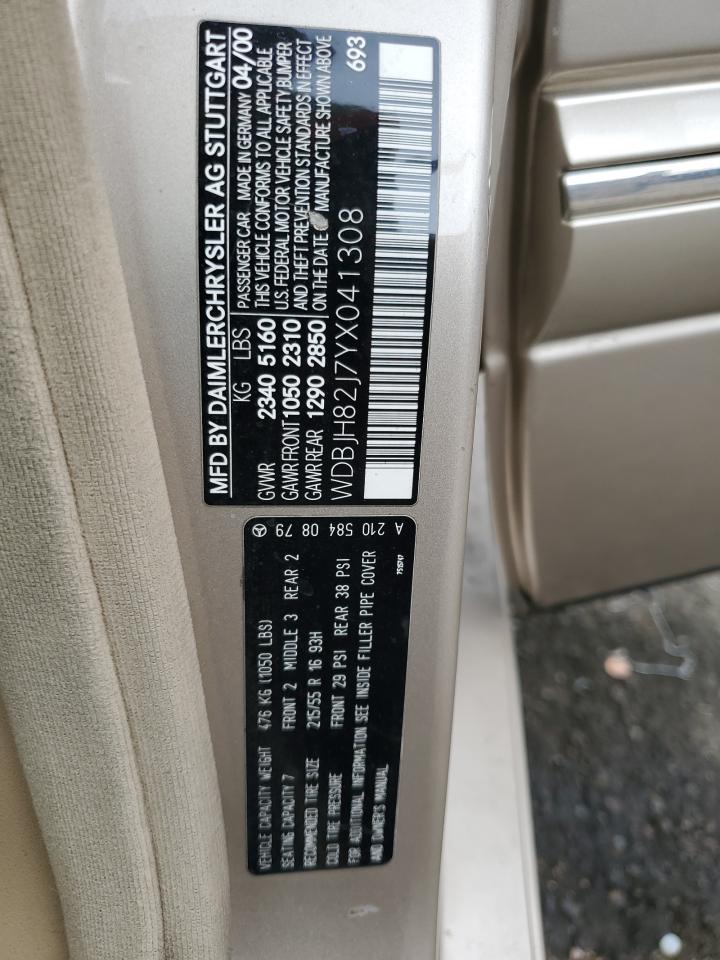 MFD BY DAIMLERCHRYSLER AG STUTTGART
KG LBS PASSENGER CAR MADE IN GERMANY 04/00
GVWR 2340 5160 THIS VEHICLE CONFORMS TO ALL APPLICABLE
GAWR FRONT 1050 2310 U.S. FEDERAL MOTOR VEHICLE SAFETY, BUMPER
GAWR REAR 1290 2850 AND THEFT PREVENTION STANDARDS IN EFFECT
ON THE DATE MANUFACTURE SHOWN ABOVE
WDBJH82J7YX041308 693
A 210 584 08 79
VEHICLE CAPACITY WEIGHT 476 KG (1050 LBS)
SEATING CAPACITY 7 FRONT 2 MIDDLE 3 REAR 2
RECOMMENDED TIRE SIZE 215/55 R 16 93H
COLD TIRE PRESSURE FRONT 29 PSI REAR 38 PSI
FOR ADDITIONAL INFORMATION SEE INSIDE FILLER PIPE COVER
AND OWNER'S MANUAL